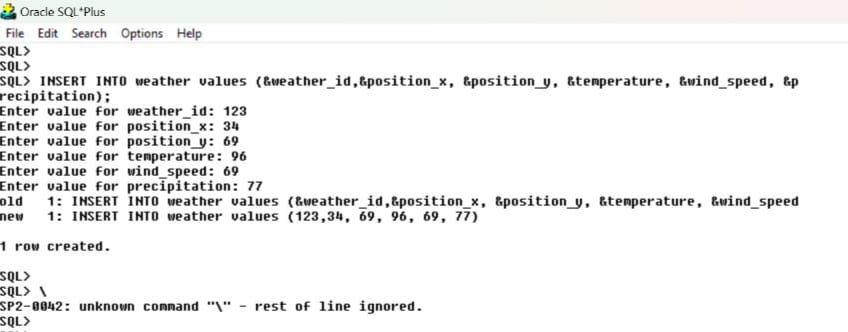 Oracle SQL*Plus
File Edit Search Options Help
SQL>
SQL>
SQL> INSERT INTO weather values (&weather_id,&position_x, &position_y, &temperature, &wind_speed, &p
recipitation);
Enter value for weather_id: 123
Enter value for position_x: 34
Enter value for position_y: 69
Enter value for temperature: 96
Enter value for wind_speed: 69
Enter value for precipitation: 77
old   1: INSERT INTO weather values (&weather_id,&position_x, &position_y, &temperature, &wind_speed
new   1: INSERT INTO weather values (123,34, 69, 96, 69, 77)
1 row created.
SQL>
SQL> \
SP2-0042: unknown command "\" - rest of line ignored.
SQL>